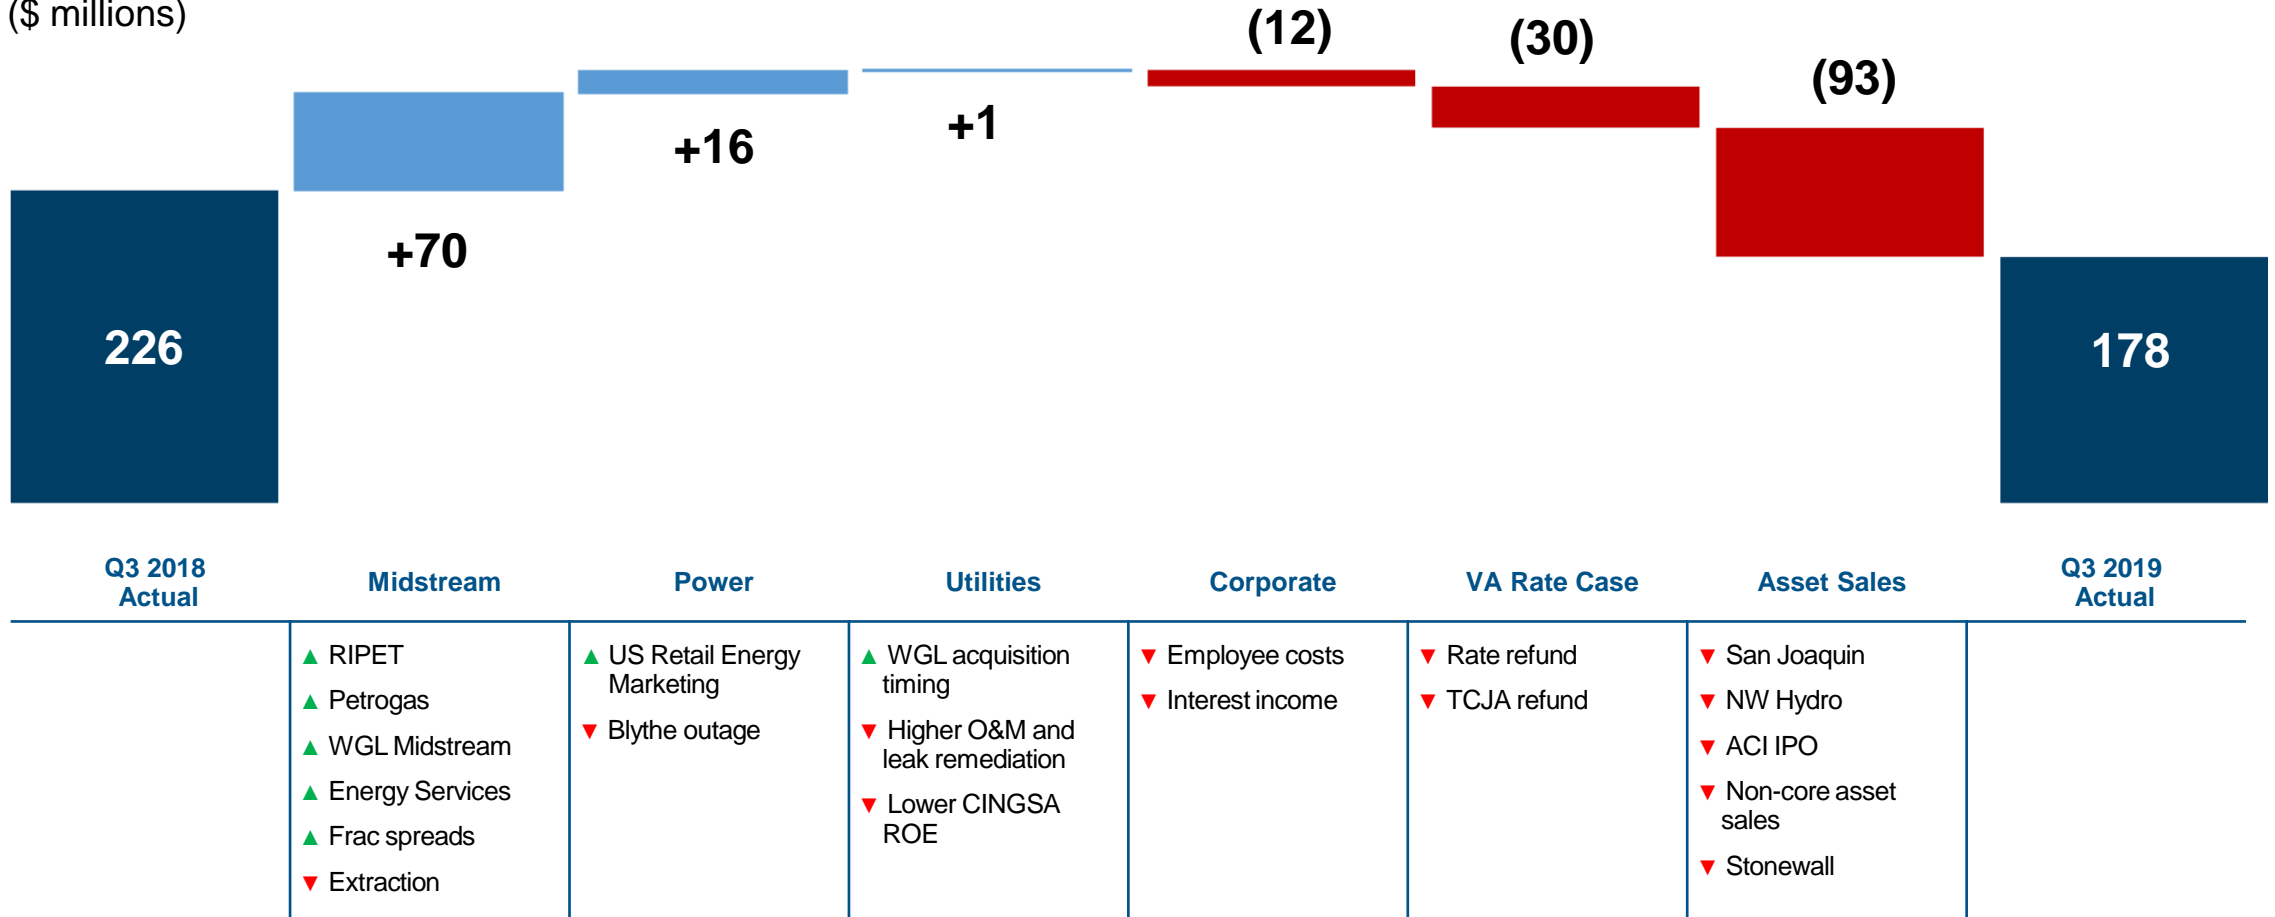 ($ millions)
(12)
(30)
(93)
+16
+1
+70
226
178
Q3 2018
Actual
Midstream
Power
Utilities
Corporate
VA Rate Case
Asset Sales
Q3 2019
Actual
▲ RIPET
▲ Petrogas
▲ WGL Midstream
▲ Energy Services
▲ Frac spreads
▼ Extraction
▲ US Retail Energy
Marketing
▼ Blythe outage
▲ WGL acquisition
timing
▼ Higher O&M and
leak remediation
▼ Lower CINGSA
ROE
▼ Employee costs
▼ Interest income
▼ Rate refund
▼ TCJA refund
▼ San Joaquin
▼ NW Hydro
▼ ACI IPO
▼ Non-core asset
sales
▼ Stonewall